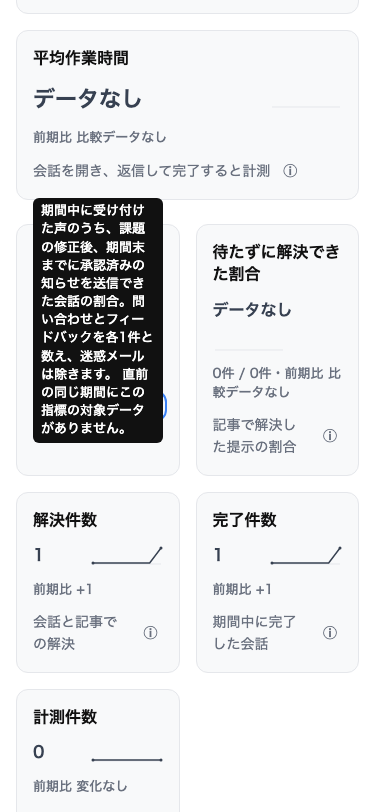 平均作業時間
データなし
前期比 比較データなし
会話を開き、返信して完了すると計測 ⓘ
期間中に受け付け
た声のうち、課題
の修正後、期間末
までに承認済みの
知らせを送信でき
た会話の割合。問
い合わせとフィー
ドバックを各1件と
数え、迷惑メール
は除きます。 直前
の同じ期間にこの
指標の対象データ
がありません。
待たずに解決でき
た割合
データなし
0件 / 0件・前期比 比
較データなし
記事で解決し
た提示の割合 ⓘ
解決件数
1
前期比 +1
会話と記事で
の解決 ⓘ
完了件数
1
前期比 +1
期間中に完了
した会話 ⓘ
計測件数
0
前期比 変化なし